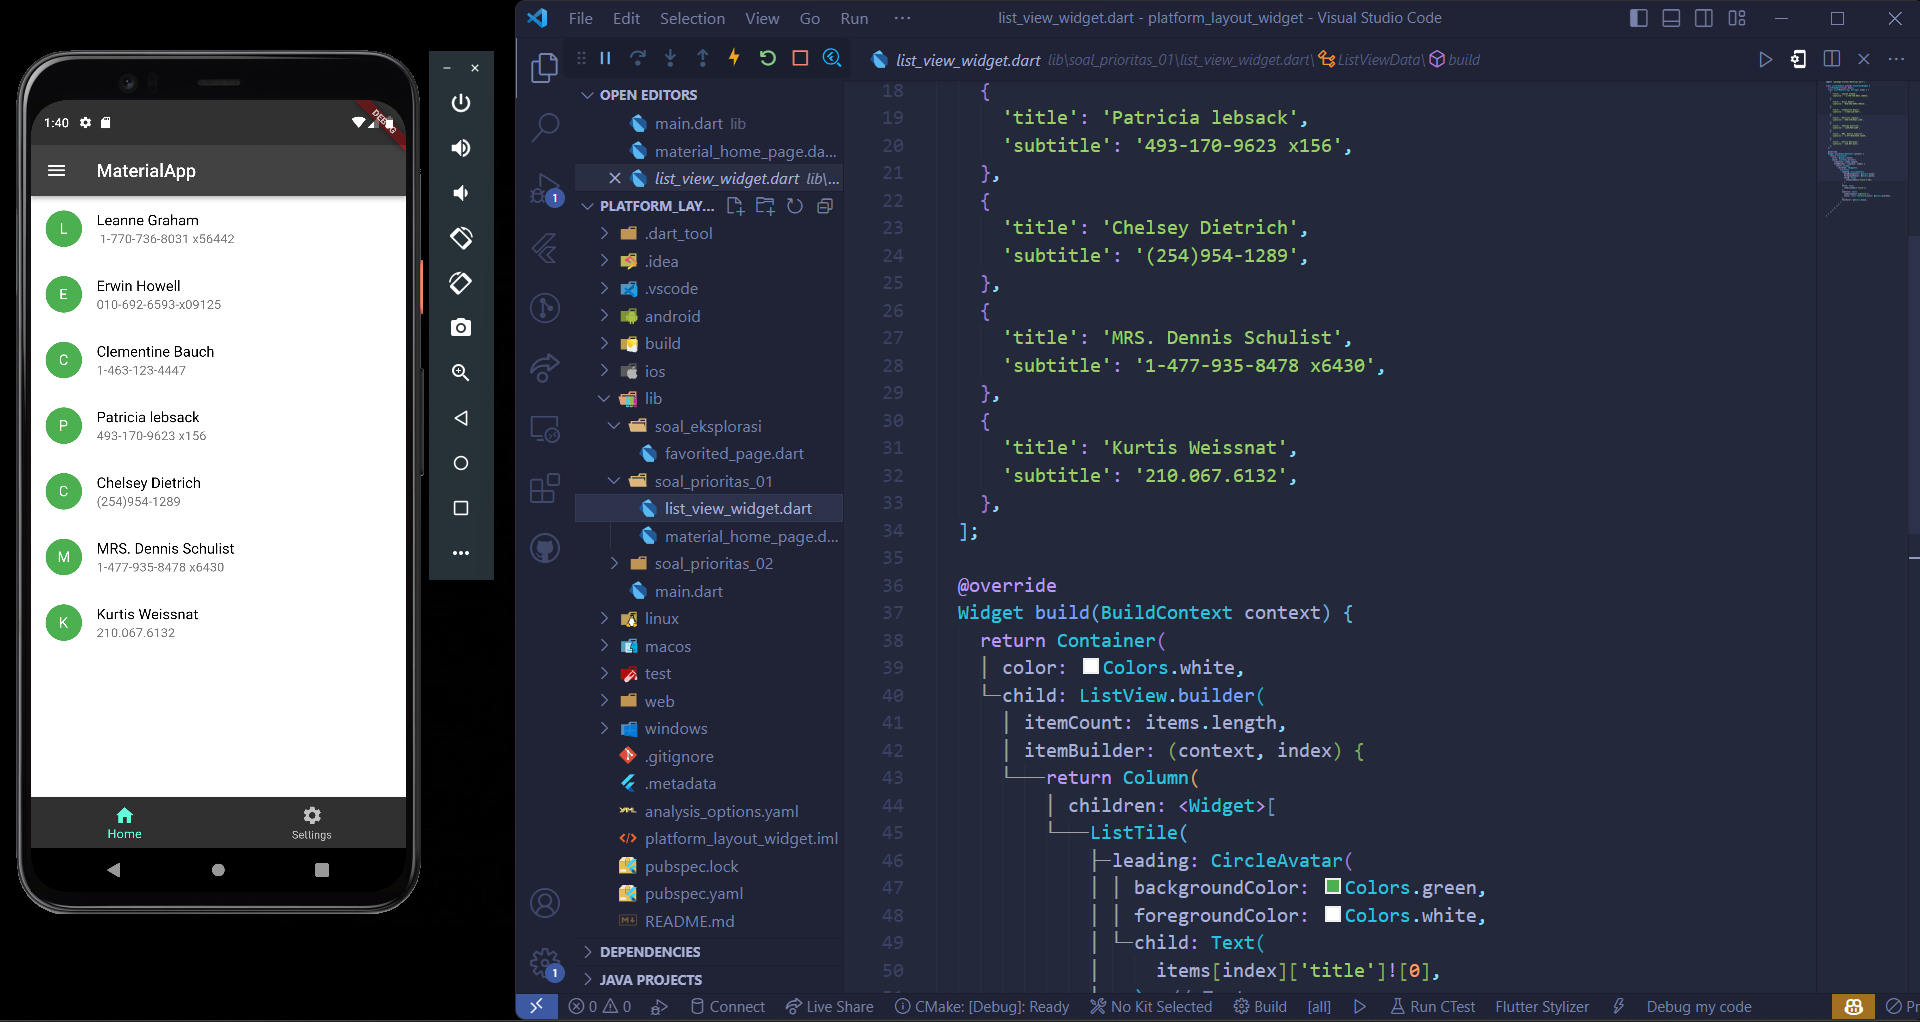 1:40
DEBUG
MaterialApp
L
Leanne Graham
1-770-736-8031 x56442
E
Erwin Howell
010-692-6593-x09125
C
Clementine Bauch
1-463-123-4447
P
Patricia lebsack
493-170-9623 x156
C
Chelsey Dietrich
(254)954-1289
M
MRS. Dennis Schulist
1-477-935-8478 x6430
K
Kurtis Weissnat
210.067.6132
Home
Settings
File Edit Selection View Go Run ···
list_view_widget.dart - platform_layout_widget - Visual Studio Code
list_view_widget.dart lib\soal_prioritas_01\list_view_widget.dart\ ListViewData\ build
OPEN EDITORS
main.dart lib
material_home_page.da...
list_view_widget.dart lib\...
1
PLATFORM_LAY...
.dart_tool
.idea
.vscode
android
build
ios
lib
soal_eksplorasi
favorited_page.dart
soal_prioritas_01
list_view_widget.dart
material_home_page.d...
soal_prioritas_02
main.dart
linux
macos
test
web
windows
.gitignore
.metadata
analysis_options.yaml
platform_layout_widget.iml
pubspec.lock
pubspec.yaml
README.md
DEPENDENCIES
JAVA PROJECTS
1
18 {
19 'title': 'Patricia lebsack',
20 'subtitle': '493-170-9623 x156',
21 },
22 {
23 'title': 'Chelsey Dietrich',
24 'subtitle': '(254)954-1289',
25 },
26 {
27 'title': 'MRS. Dennis Schulist',
28 'subtitle': '1-477-935-8478 x6430',
29 },
30 {
31 'title': 'Kurtis Weissnat',
32 'subtitle': '210.067.6132',
33 },
34 ];
35
36 @override
37 Widget build(BuildContext context) {
38 return Container(
39 color: Colors.white,
40 child: ListView.builder(
41 itemCount: items.length,
42 itemBuilder: (context, index) {
43 return Column(
44 children: <Widget>[
45 ListTile(
46 leading: CircleAvatar(
47 backgroundColor: Colors.green,
48 foregroundColor: Colors.white,
49 child: Text(
50 items[index]['title']![0],
0 0 Connect Live Share CMake: [Debug]: Ready No Kit Selected Build [all] Run CTest Flutter Stylizer Debug my code Pr